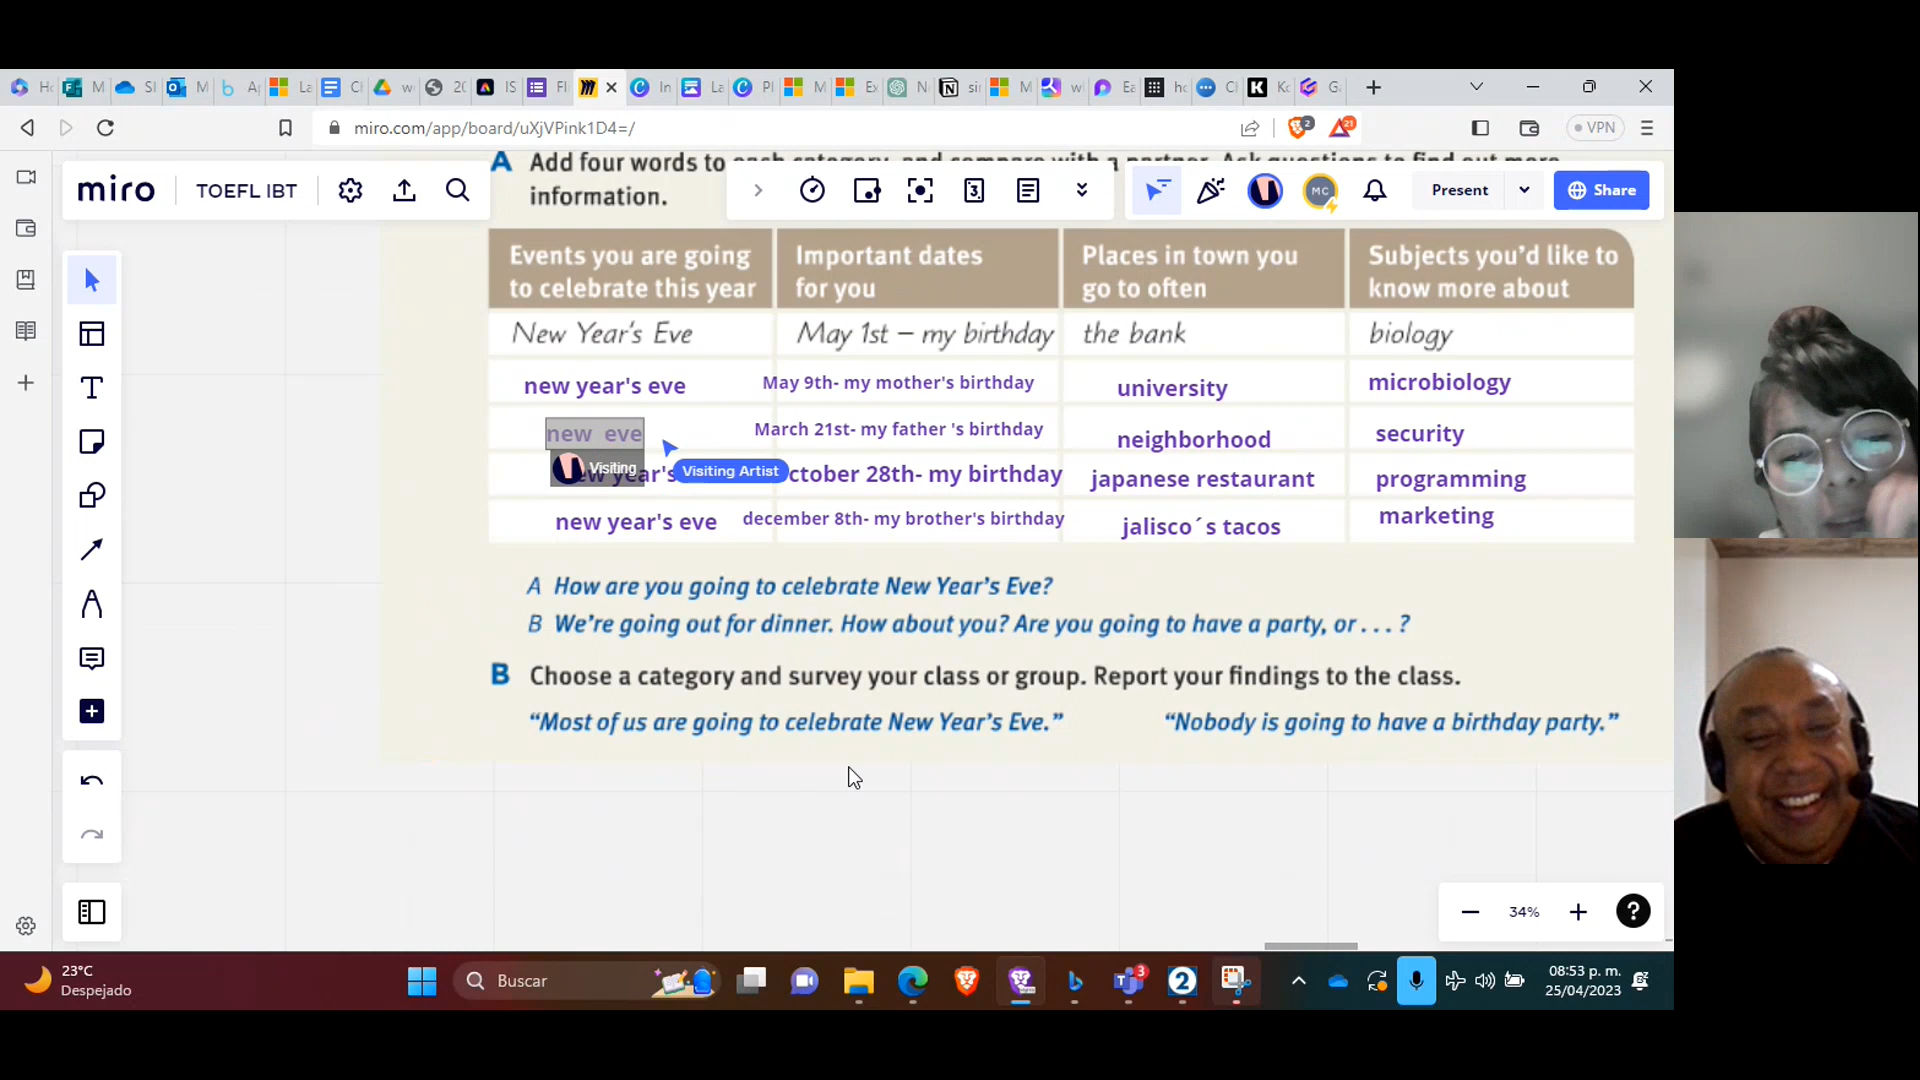 miro.com/app/board/uXjVPink1D4=/
2
21
VPN
A Add four words to each category, and compare with a partner. Ask questions to find out more
information.
miro TOEFL IBT
MC
Present
Share
Events you are going
to celebrate this year
Important dates
for you
Places in town you
go to often
Subjects you'd like to
know more about
New Year's Eve May 1st – my birthday the bank biology
new year's eve May 9th- my mother's birthday university microbiology
new eve March 21st- my father 's birthday neighborhood security
Visiting
Visiting Artist
year's ctober 28th- my birthday japanese restaurant programming
new year's eve december 8th- my brother's birthday jalisco´s tacos marketing
A How are you going to celebrate New Year's Eve?
B We're going out for dinner. How about you? Are you going to have a party, or . . . ?
B Choose a category and survey your class or group. Report your findings to the class.
“Most of us are going to celebrate New Year's Eve.” “Nobody is going to have a birthday party.”
34%
23°C
Despejado
Buscar
3
2
08:53 p. m.
25/04/2023